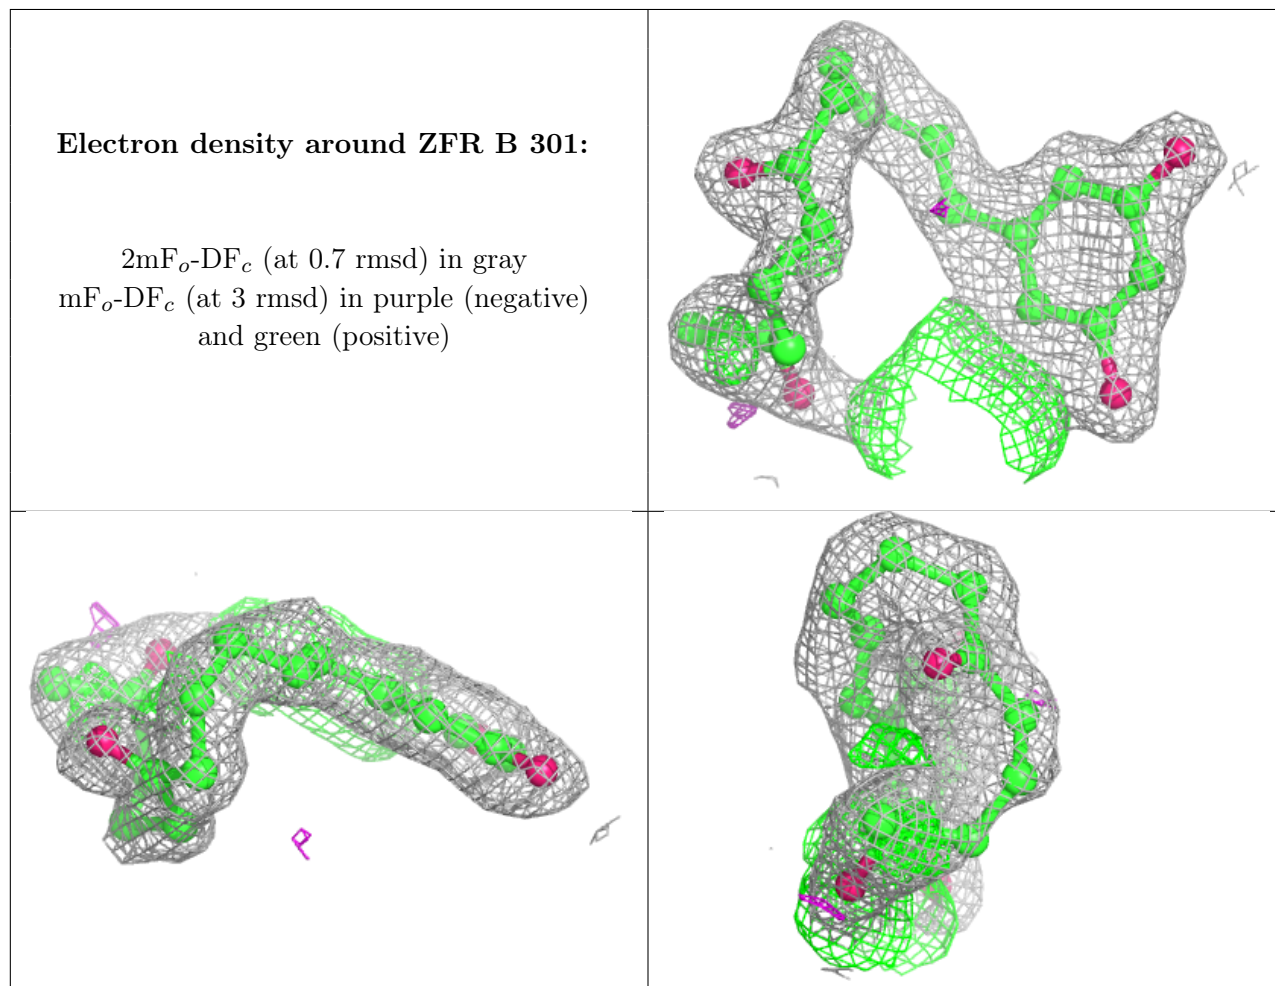 Electron density around ZFR B 301:
2mFo-DFc (at 0.7 rmsd) in gray
mFo-DFc (at 3 rmsd) in purple (negative)
and green (positive)